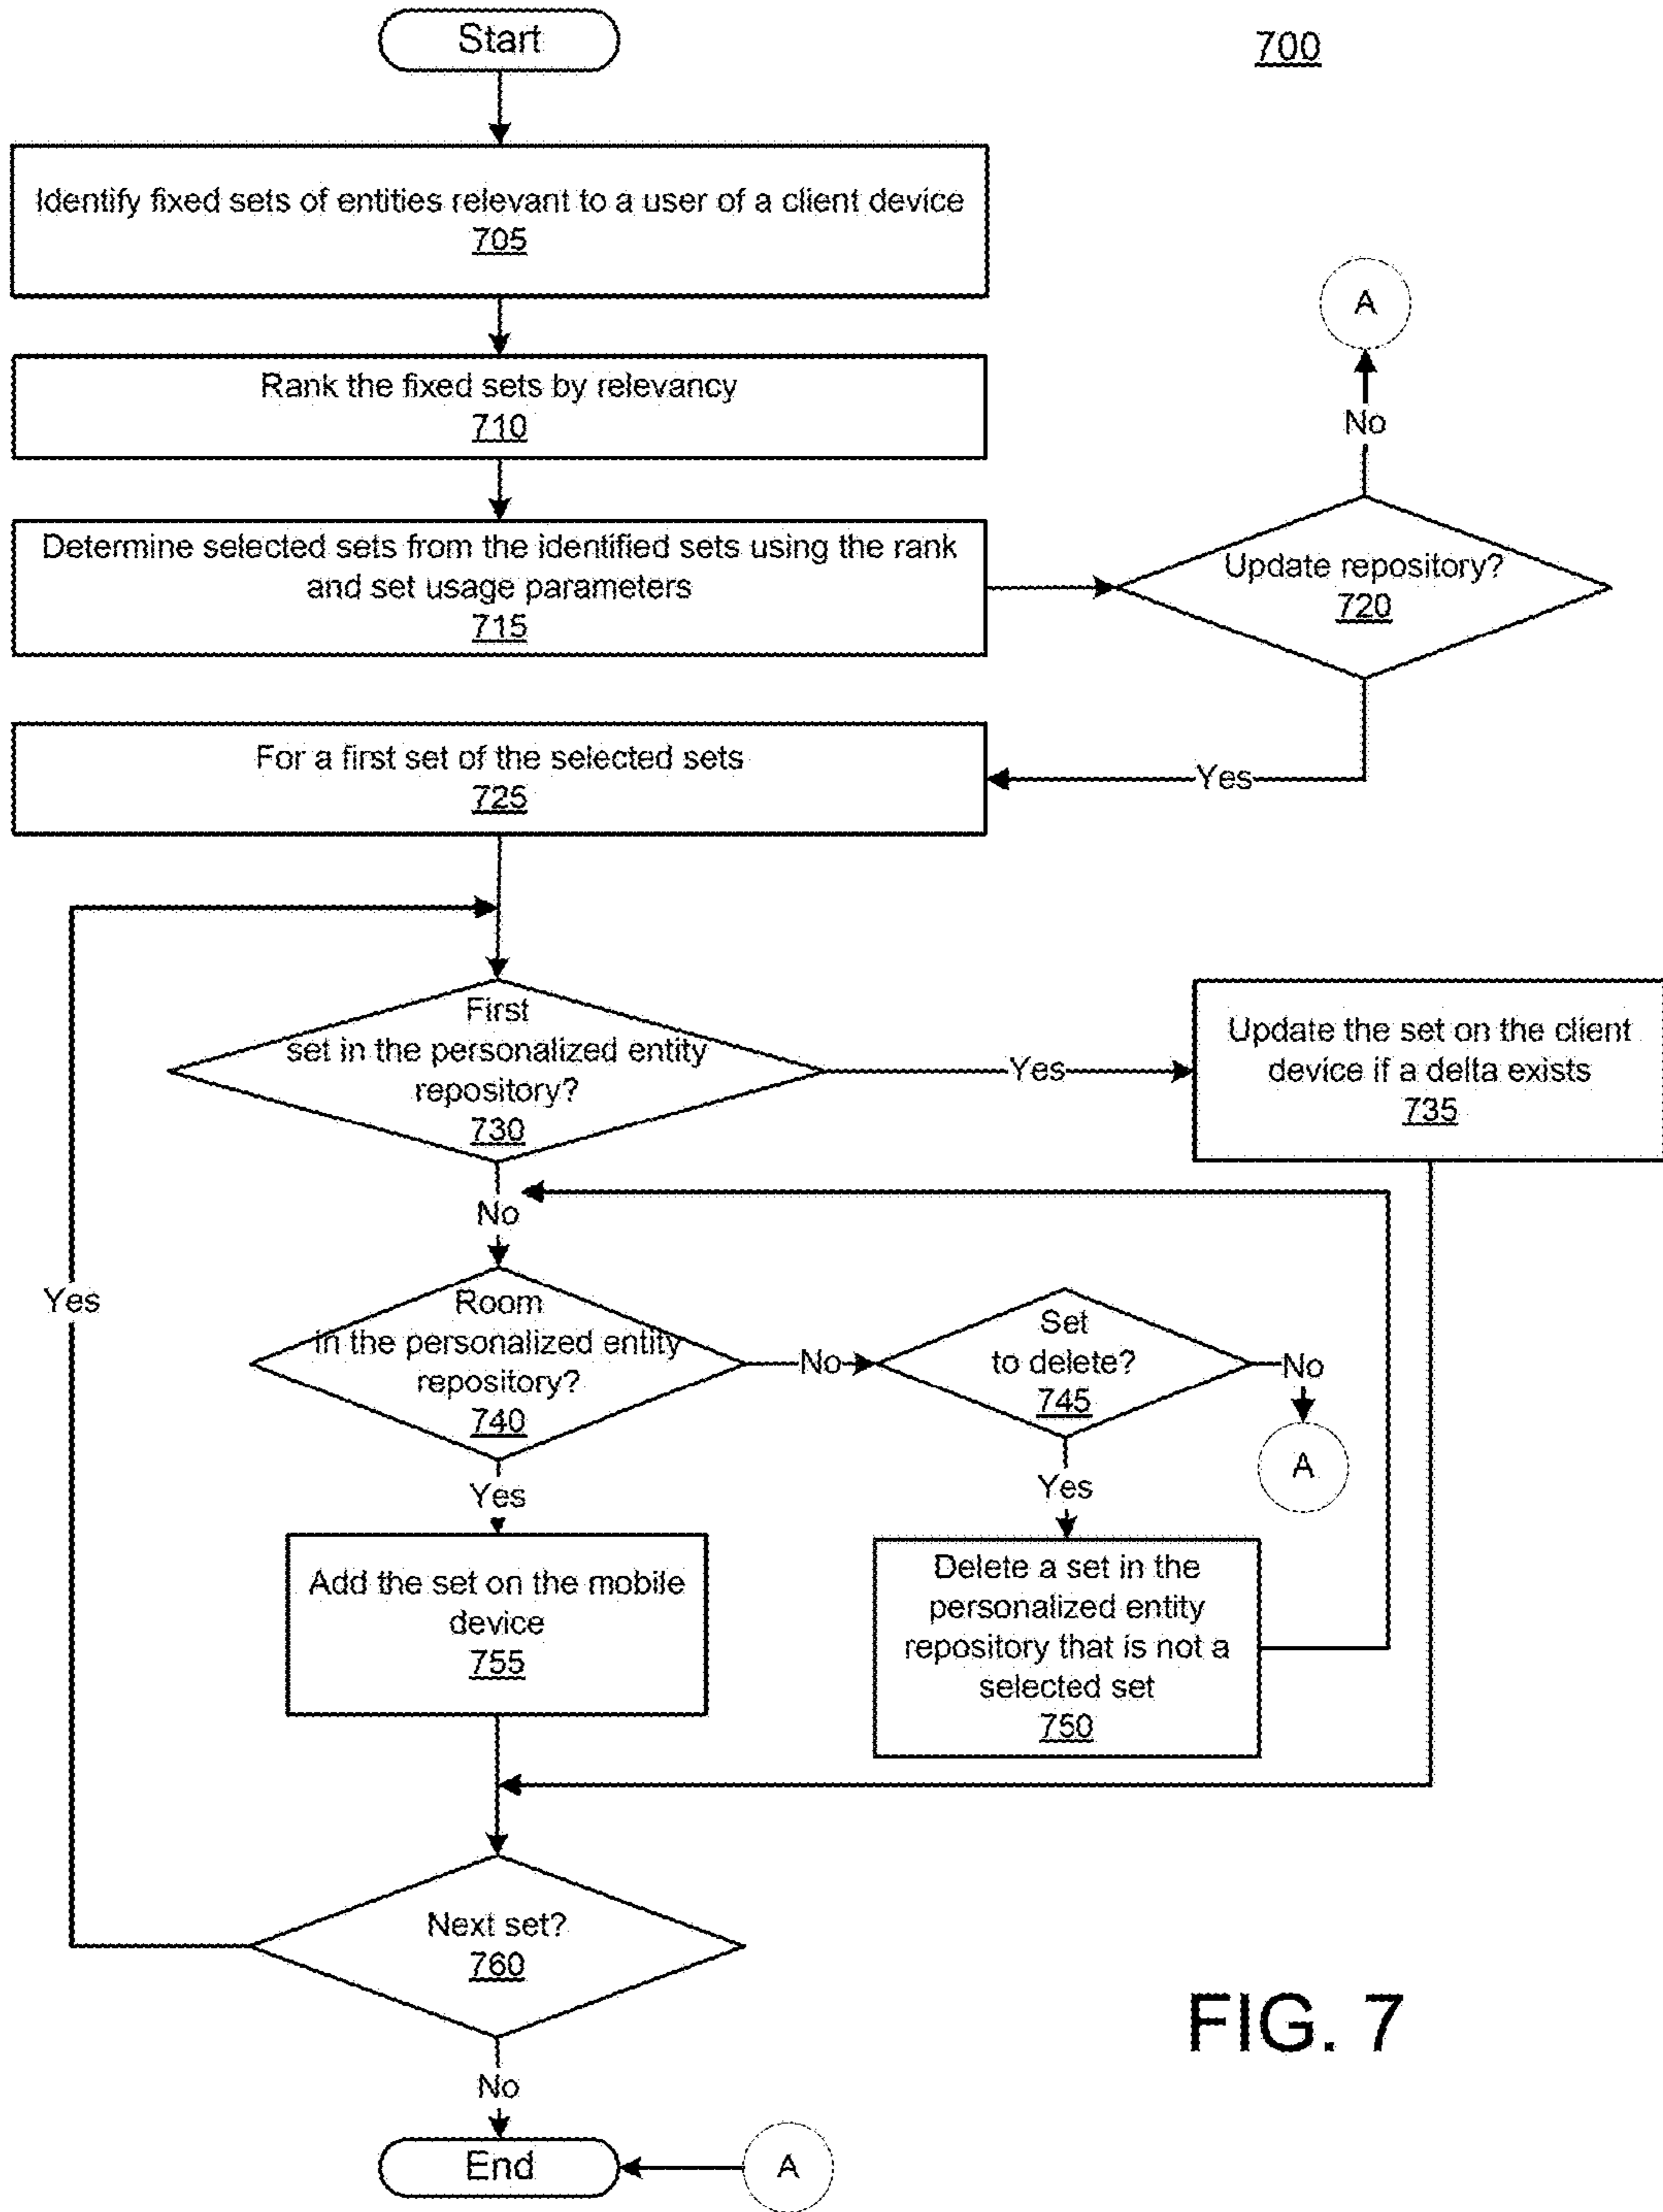 Start
700
Identify fixed sets of entities relevant to a user of a client device
705
A
Rank the fixed sets by relevancy
710
No
Determine selected sets from the identified sets using the rank
and set usage parameters
715
Update repository?
720
For a first set of the selected sets
725
Yes
First
set in the personalized entity
repository?
730
Yes
Update the set on the client
device if a delta exists
735
No
Yes
Room
in the personalized entity
repository?
740
No
Set
to delete?
745
No
A
Yes
Yes
Add the set on the mobile
device
755
Delete a set in the
personalized entity
repository that is not a
selected set
750
Next set?
760
FIG. 7
No
End
A